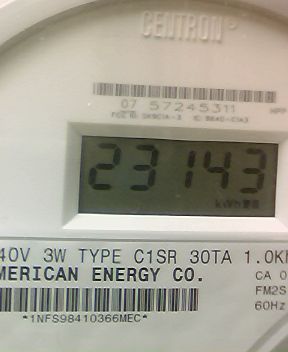 CENTRON®
07 57245311
23143
kWh
40V 3W TYPE C1SR 30TA 1.0K
MERICAN ENERGY CO.
CA 0
FM2S
60Hz
*1NFS98410366MEC*